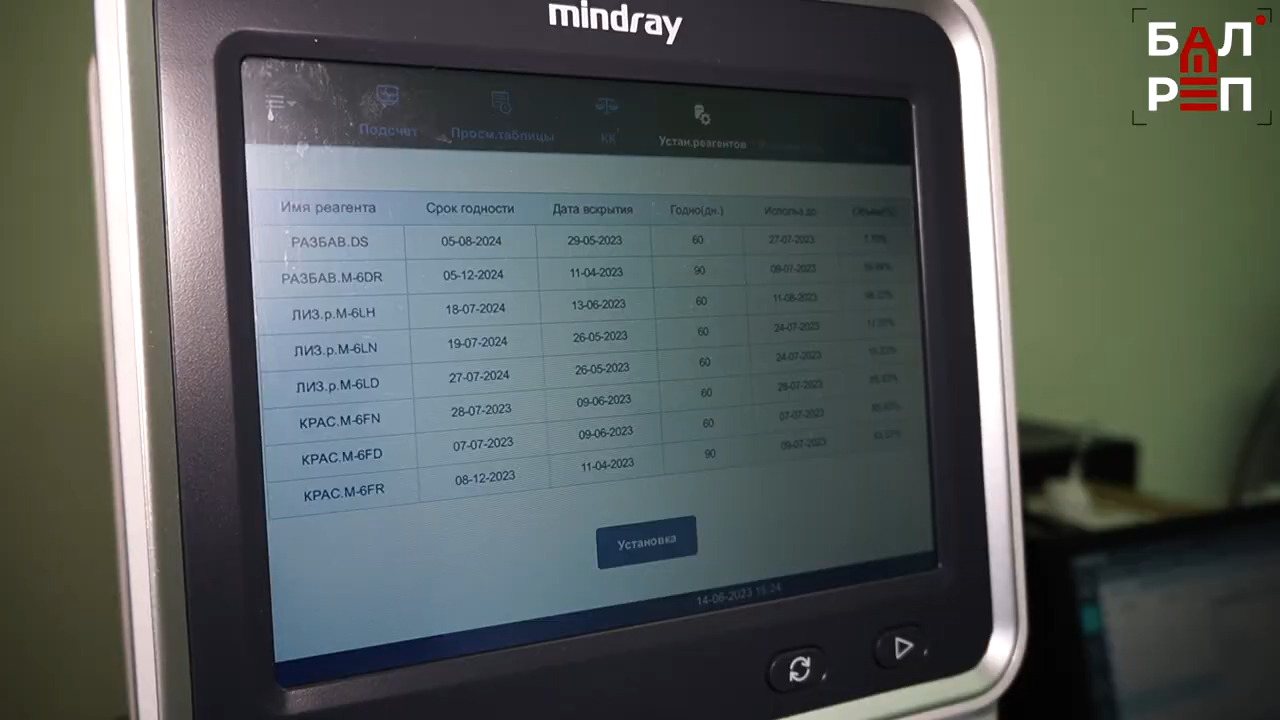 mindray
БАЛ
РЕП
Подсчет Просм.таблицы КК Устан.реагентов
Имя реагента Срок годности Дата вскрытия Годно(дн.) Использ.до
РАЗБАВ.DS 05-08-2024 29-05-2023 60 27-07-2023
РАЗБАВ.M-6DR 05-12-2024 11-04-2023 90 09-07-2023
ЛИЗ.р.M-6LH 18-07-2024 13-06-2023 60 11-08-2023
ЛИЗ.р.M-6LN 19-07-2024 26-05-2023 60 24-07-2023
ЛИЗ.р.M-6LD 27-07-2024 26-05-2023 60 24-07-2023
КРАС.M-6FN 28-07-2024 09-06-2023 60
КРАС.M-6FD 07-07-2023 09-06-2023 60 07-07-2023
КРАС.M-6FR 08-12-2023 11-04-2023 90 09-07-2023
Установка
14-06-2023